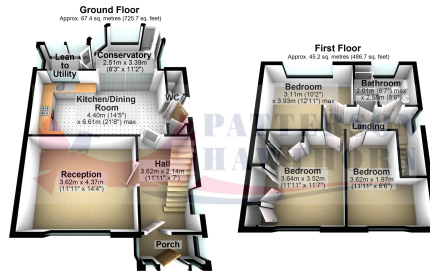 Ground Floor
Approx. 67.4 sq. metres (725.7 sq. feet)
Lean
to
Utility
Conservatory
2.51m x 3.39m
(8'3" x 11'2")
Kitchen/Dining
Room
4.40m (14'5")
x 6.61m (21'8") max
WC
Reception
3.62m x 4.37m
(11'11" x 14'4")
Hall
3.62m x 2.14m
(11'11" x 7')
Porch
First Floor
Approx. 45.2 sq. metres (486.7 sq. feet)
Bedroom
3.11m (10'2")
x 3.93m (12'11") max
Bathroom
2.01m (6'7") max
x 2.58m (8'6")
Landing
Bedroom
3.64m x 3.52m
(11'11" x 11'7")
Bedroom
3.62m x 1.97m
(11'11" x 6'6")